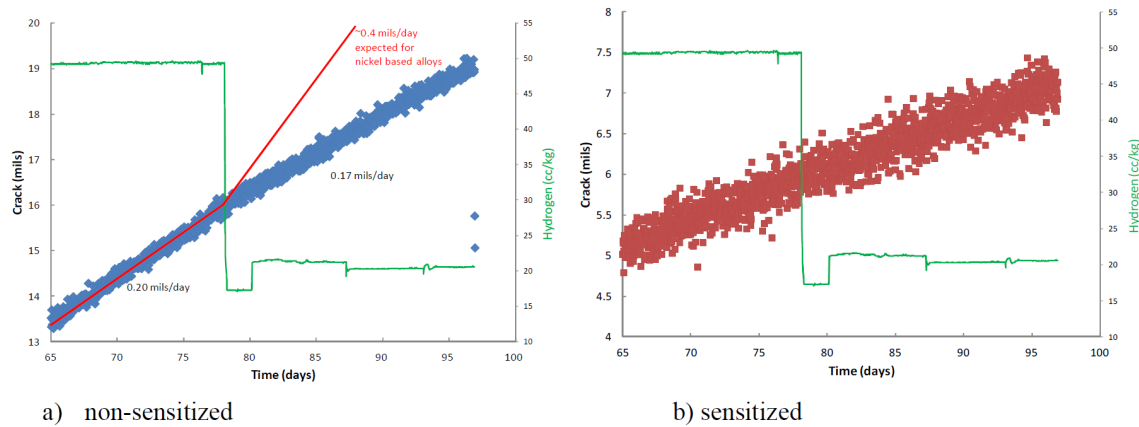 20
19
18
17
16
15
14
13
Crack (mils)
~0.4 mils/day
expected for
nickel based alloys
0.17 mils/day
0.20 mils/day
55
50
45
40
35
30
25
20
15
10
Hydrogen (cc/kg)
65 70 75 80 85 90 95 100
Time (days)
a) non-sensitized
8
7.5
7
6.5
6
5.5
5
4.5
4
Crack (mils)
55
50
45
40
35
30
25
20
15
10
Hydrogen (cc/kg)
65 70 75 80 85 90 95 100
Time (days)
b) sensitized